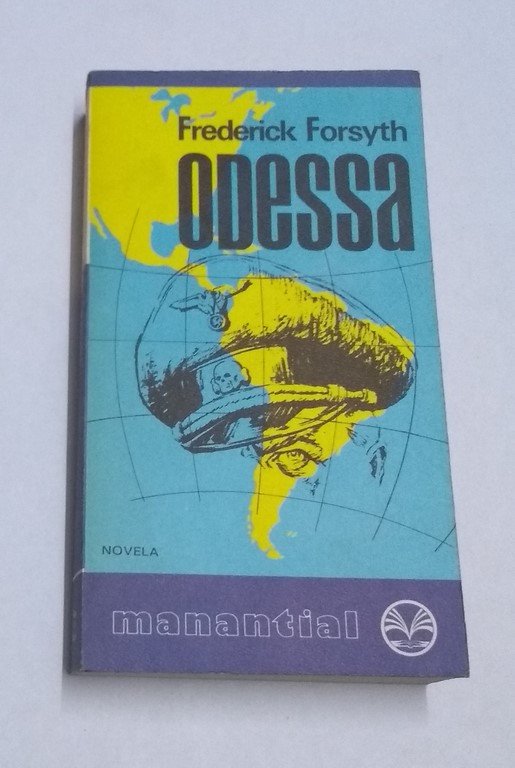 Frederick Forsyth
ODESSA
NOVELA
manantial